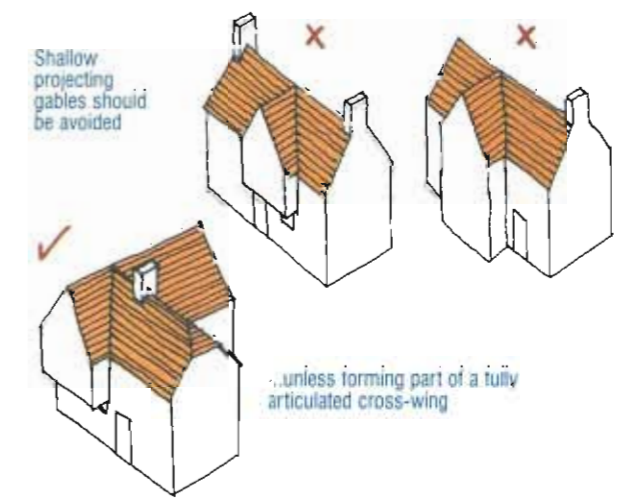 Shallow
projecting
gables should
be avoided
...unless forming part of a fully
articulated cross-wing